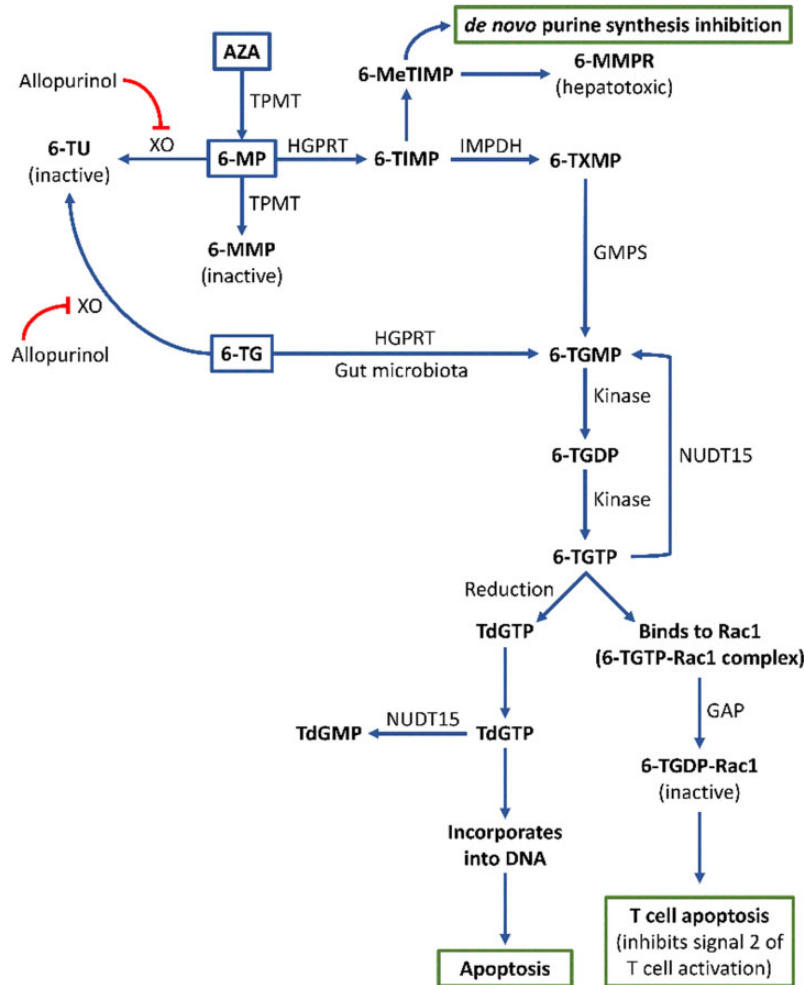 de novo purine synthesis inhibition
AZA
6-MeTIMP
6-MMPR
(hepatotoxic)
Allopurinol
TPMT
6-TU
(inactive)
XO
6-MP
HGPRT
6-TIMP
IMPDH
6-TXMP
TPMT
6-MMP
(inactive)
GMPS
XO
Allopurinol
6-TG
HGPRT
Gut microbiota
6-TGMP
Kinase
6-TGDP
NUDT15
Kinase
6-TGTP
Reduction
TdGTP
Binds to Rac1
(6-TGTP-Rac1 complex)
TdGMP
NUDT15
TdGTP
GAP
6-TGDP-Rac1
(inactive)
Incorporates
into DNA
Apoptosis
T cell apoptosis
(inhibits signal 2 of
T cell activation)